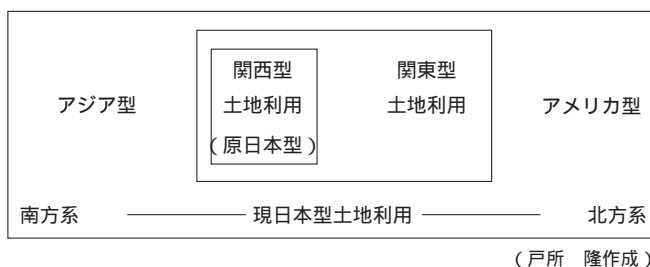 関西型
関東型
アジア型
土地利用
土地利用
アメリカ型
(原日本型)
南方系
現日本型土地利用
北方系
(戸所 隆作成)